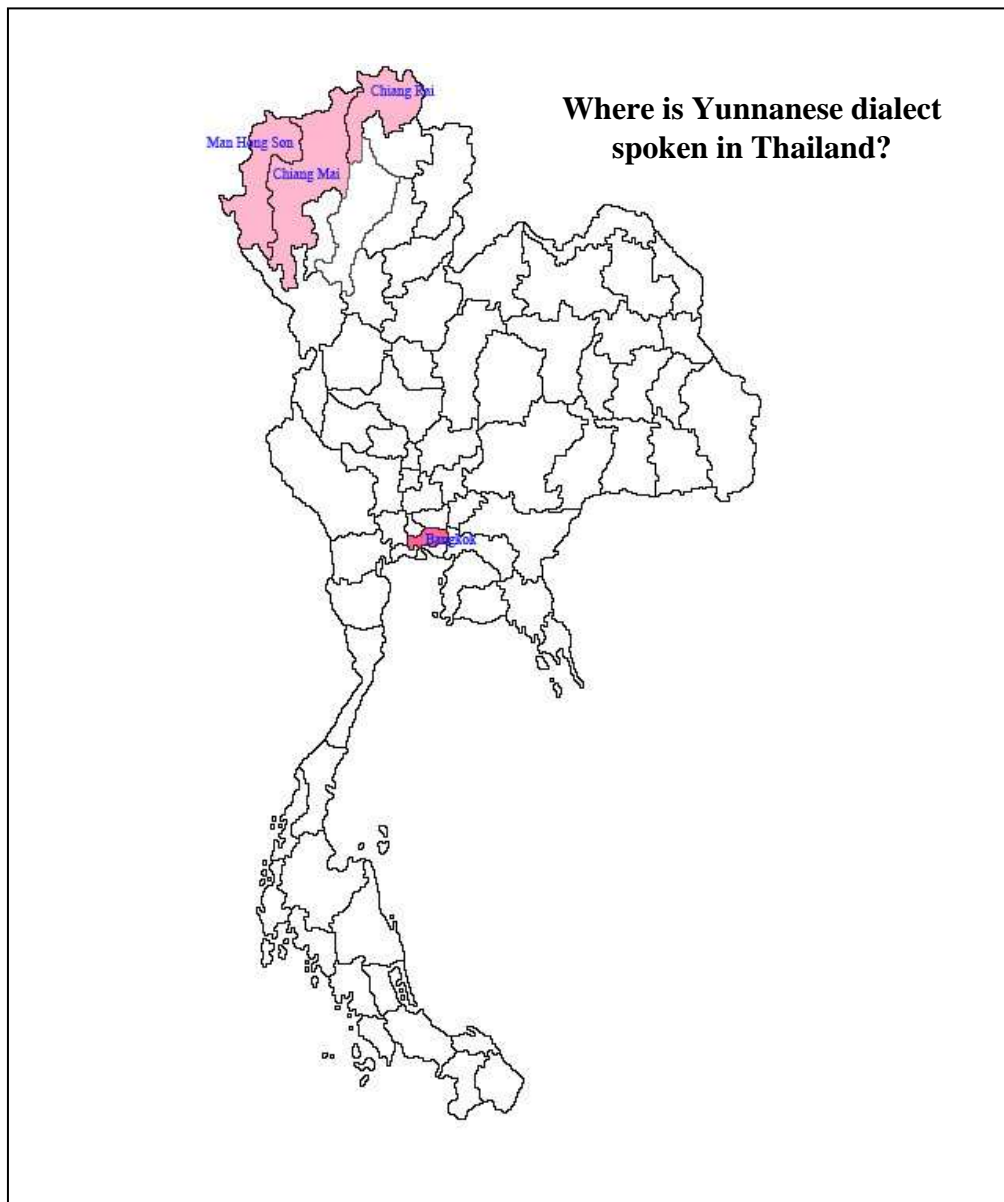 Where is Yunnanese dialect
spoken in Thailand?
Chiang Rai
Man Hong Son
Chiang Mai
Bangkok